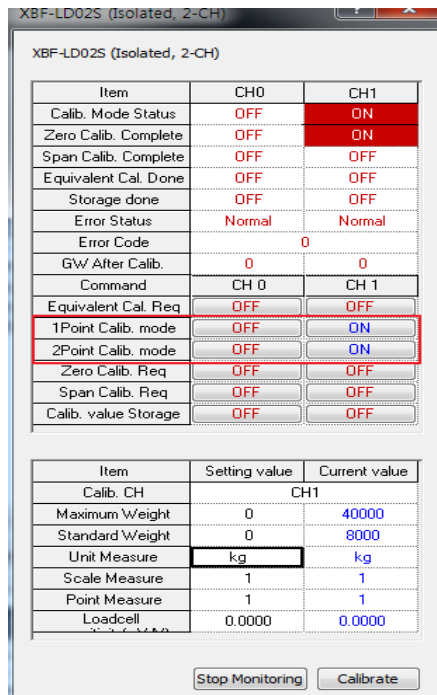 XBF-LD02S (Isolated, 2-CH)
XBF-LD02S (Isolated, 2-CH)
Item CH0 CH1
Calib. Mode Status OFF ON
Zero Calib. Complete OFF ON
Span Calib. Complete OFF OFF
Equivalent Cal. Done OFF OFF
Storage done OFF OFF
Error Status Normal Normal
Error Code 0
GW After Calib. 0 0
Command CH 0 CH 1
Equivalent Cal. Req OFF OFF
1Point Calib. mode OFF ON
2Point Calib. mode OFF ON
Zero Calib. Req OFF OFF
Span Calib. Req OFF OFF
Calib. value Storage OFF OFF
Item Setting value Current value
Calib. CH CH1
Maximum Weight 0 40000
Standard Weight 0 8000
Unit Measure kg kg
Scale Measure 1 1
Point Measure 1 1
Loadcell 0.0000 0.0000
Stop Monitoring Calibrate